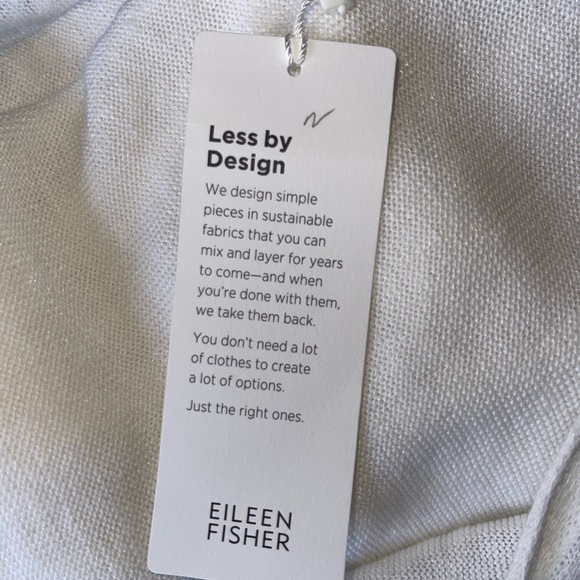 N
Less by
Design
We design simple
pieces in sustainable
fabrics that you can
mix and layer for years
to come—and when
you're done with them,
we take them back.
You don't need a lot
of clothes to create
a lot of options.
Just the right ones.
EILEEN
FISHER